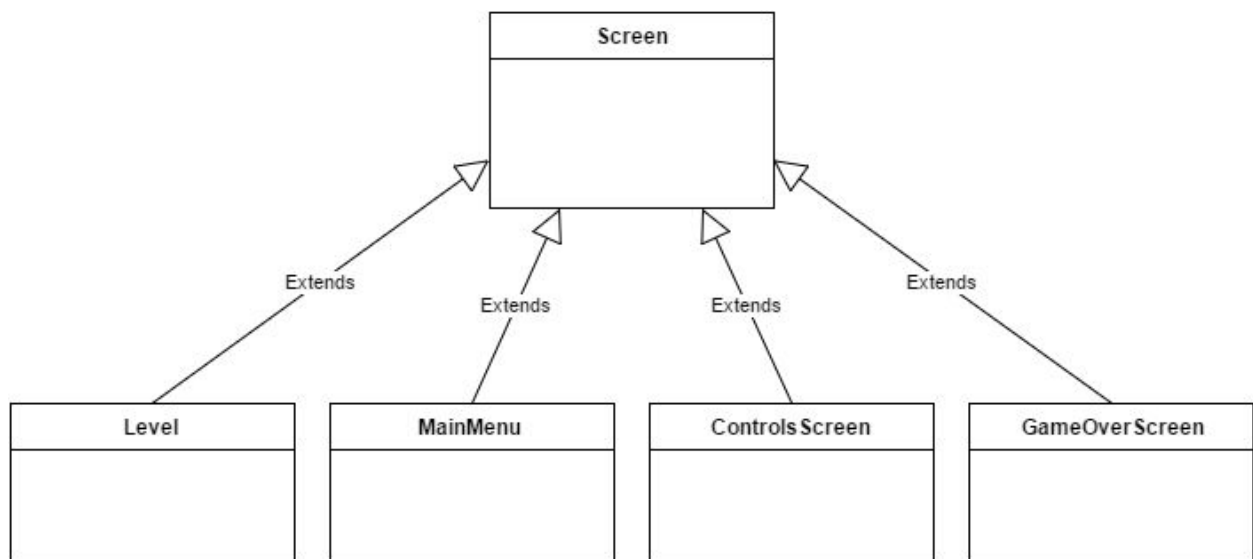 Screen
Extends
Extends
Extends
Extends
Level
MainMenu
ControlsScreen
GameOverScreen